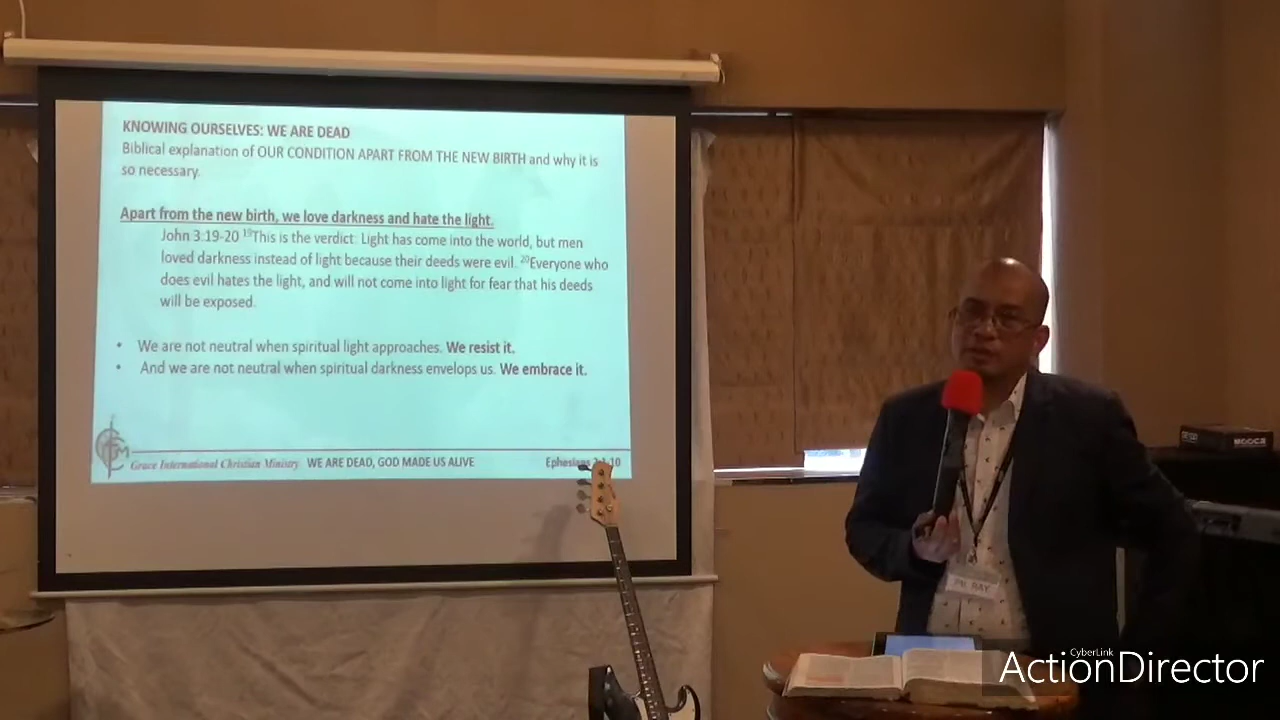 KNOWING OURSELVES: WE ARE DEAD
Biblical explanation of OUR CONDITION APART FROM THE NEW BIRTH and why it is
so necessary.
Apart from the new birth, we love darkness and hate the light.
John 3:19-20 ¹⁹This is the verdict: Light has come into the world, but men
loved darkness instead of light because their deeds were evil. ²⁰Everyone who
does evil hates the light, and will not come into light for fear that his deeds
will be exposed.
• We are not neutral when spiritual light approaches. We resist it.
• And we are not neutral when spiritual darkness envelops us. We embrace it.
Grace International Christian Ministry WE ARE DEAD, GOD MADE US ALIVE Ephesians 2:1-10
MOOER
PS. RAY
CyberLink
ActionDirector